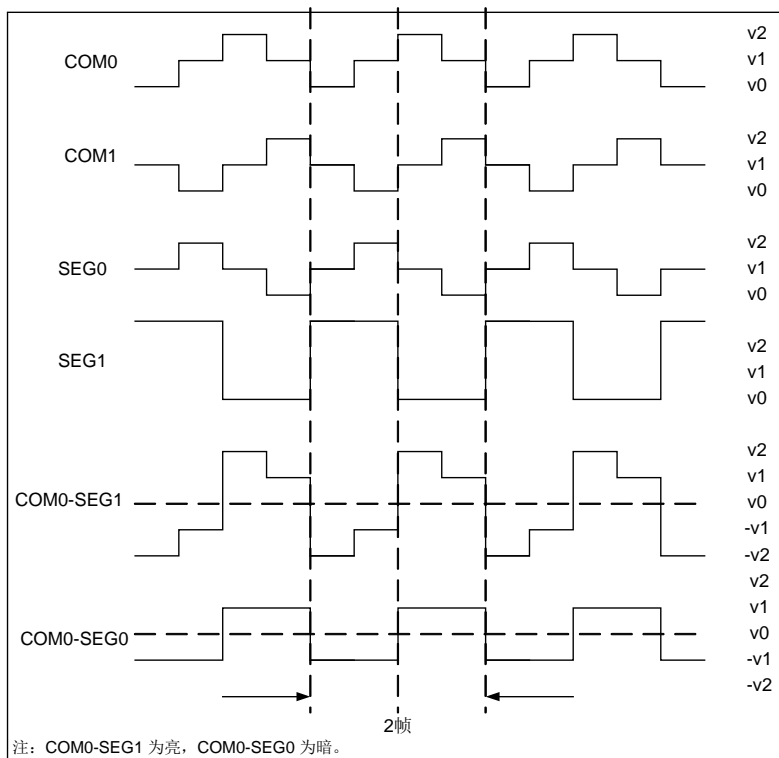 COM0
v2
v1
v0
COM1
v2
v1
v0
SEG0
v2
v1
v0
SEG1
v2
v1
v0
COM0-SEG1
v2
v1
v0
-v1
-v2
COM0-SEG0
v2
v1
v0
-v1
-v2
2帧
注：COM0-SEG1 为亮，COM0-SEG0 为暗。